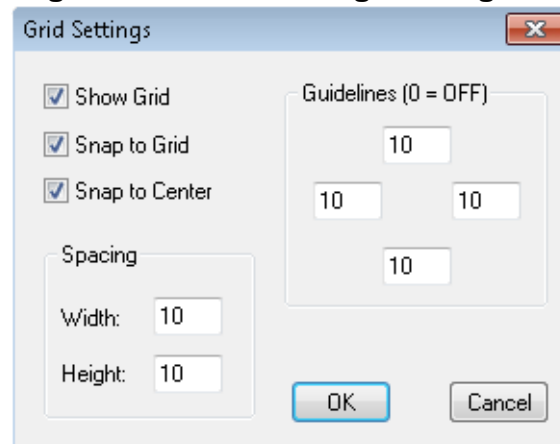 Grid Settings
Show Grid
Snap to Grid
Snap to Center
Guidelines (0 = OFF)
10
10 10
10
Spacing
Width: 10
Height: 10
OK Cancel